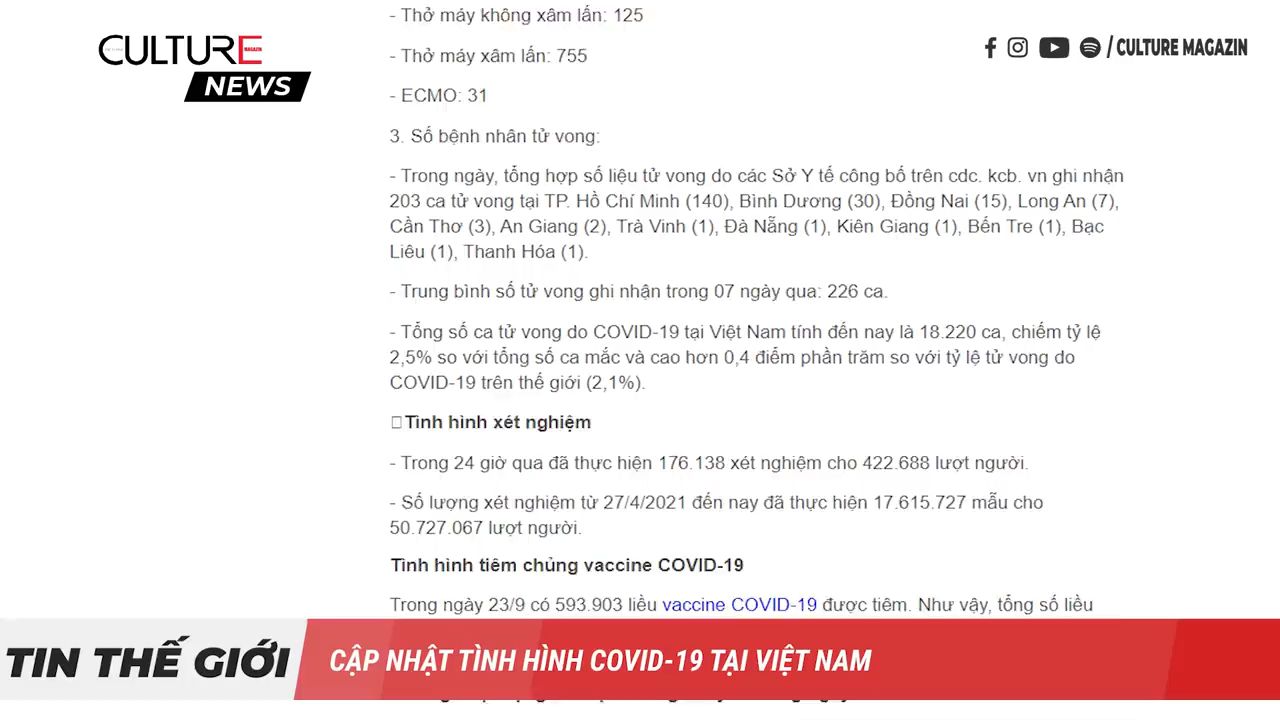 - Thở máy không xâm lấn: 125
CULTURE
NEWS
/ CULTURE MAGAZIN
- Thở máy xâm lấn: 755
- ECMO: 31
3. Số bệnh nhân tử vong:
- Trong ngày, tổng hợp số liệu tử vong do các Sở Y tế công bố trên cdc. kcb. vn ghi nhận
203 ca tử vong tại TP. Hồ Chí Minh (140), Bình Dương (30), Đồng Nai (15), Long An (7),
Cần Thơ (3), An Giang (2), Trà Vinh (1), Đà Nẵng (1), Kiên Giang (1), Bến Tre (1), Bạc
Liêu (1), Thanh Hóa (1).
- Trung bình số tử vong ghi nhận trong 07 ngày qua: 226 ca.
- Tổng số ca tử vong do COVID-19 tại Việt Nam tính đến nay là 18.220 ca, chiếm tỷ lệ
2,5% so với tổng số ca mắc và cao hơn 0,4 điểm phần trăm so với tỷ lệ tử vong do
COVID-19 trên thế giới (2,1%).
Tình hình xét nghiệm
- Trong 24 giờ qua đã thực hiện 176.138 xét nghiệm cho 422.688 lượt người.
- Số lượng xét nghiệm từ 27/4/2021 đến nay đã thực hiện 17.615.727 mẫu cho
50.727.067 lượt người.
Tình hình tiêm chủng vaccine COVID-19
Trong ngày 23/9 có 593.903 liều vaccine COVID-19 được tiêm. Như vậy, tổng số liều
TIN THẾ GIỚI
CẬP NHẬT TÌNH HÌNH COVID-19 TẠI VIỆT NAM